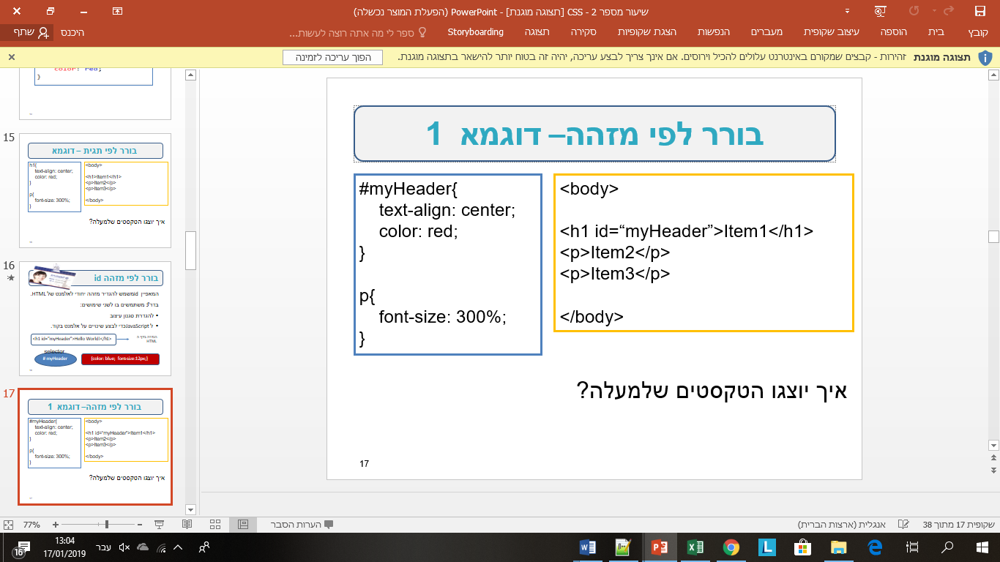 שיעור מספר 2 - CSS [תצוגה מוגנת] - PowerPoint (הפעלת המוצר נכשלה)
קובץ בית הוספה עיצוב שקופית מעברים הנפשות הצגת שקופיות סקירה תצוגה Storyboarding ספר לי מה אתה רוצה לעשות... היכנס שתף
תצוגה מוגנת זהירות - קבצים שמקורם באינטרנט עלולים להכיל וירוסים. אם אינך צריך לבצע עריכה, יהיה זה בטוח יותר להישאר בתצוגה מוגנת. הפוך עריכה לזמינה
color: red;
}
15
בורר לפי תגית – דוגמא
h1{
text-align: center;
color: red;
}
p{
font-size: 300%;
}
<body>
<h1>Item1</h1>
<p>Item2</p>
<p>Item3</p>
</body>
איך יוצגו הטקסטים שלמעלה?
16
בורר לפי מזהה id
המאפיין id משמש להגדיר מזהה יחודי לאלמנט של HTML.
בדר"כ משתמשים בו לשני שימושים:
• להגדרת סגנון עיצוב
• ל JavaScript כדי לבצע שינויים על אלמנט בקוד.
<h1 id="myHeader">Hello World!</h1>
הגדרה בדף ה
HTML
selector
# myHeader
{color: blue; font-size:12px;}
17
בורר לפי מזהה– דוגמא 1
#myHeader{
text-align: center;
color: red;
}
p{
font-size: 300%;
}
<body>
<h1 id=“myHeader”>Item1</h1>
<p>Item2</p>
<p>Item3</p>
</body>
איך יוצגו הטקסטים שלמעלה?
בורר לפי מזהה– דוגמא 1
#myHeader{
text-align: center;
color: red;
}
p{
font-size: 300%;
}
<body>
<h1 id=“myHeader”>Item1</h1>
<p>Item2</p>
<p>Item3</p>
</body>
איך יוצגו הטקסטים שלמעלה?
17
שקופית 17 מתוך 38 אנגלית (ארצות הברית) הערות הסבר 77%
עבר 13:04
17/01/2019
16